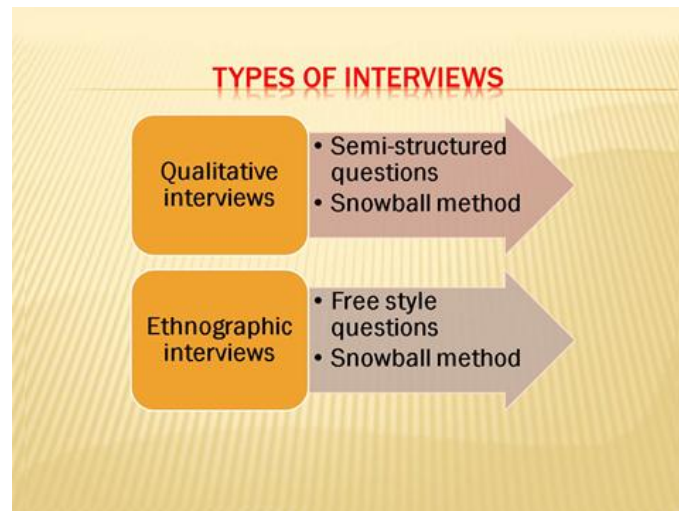 TYPES OF INTERVIEWS
Qualitative
interviews
• Semi-structured
questions
• Snowball method
Ethnographic
interviews
• Free style
questions
• Snowball method